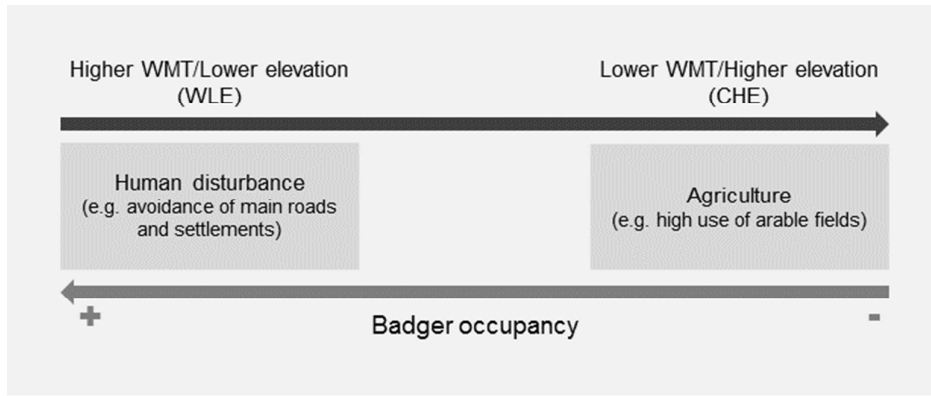 Higher WMT/Lower elevation
(WLE)
Lower WMT/Higher elevation
(CHE)
Human disturbance
(e.g. avoidance of main roads
and settlements)
Agriculture
(e.g. high use of arable fields)
+
-
Badger occupancy